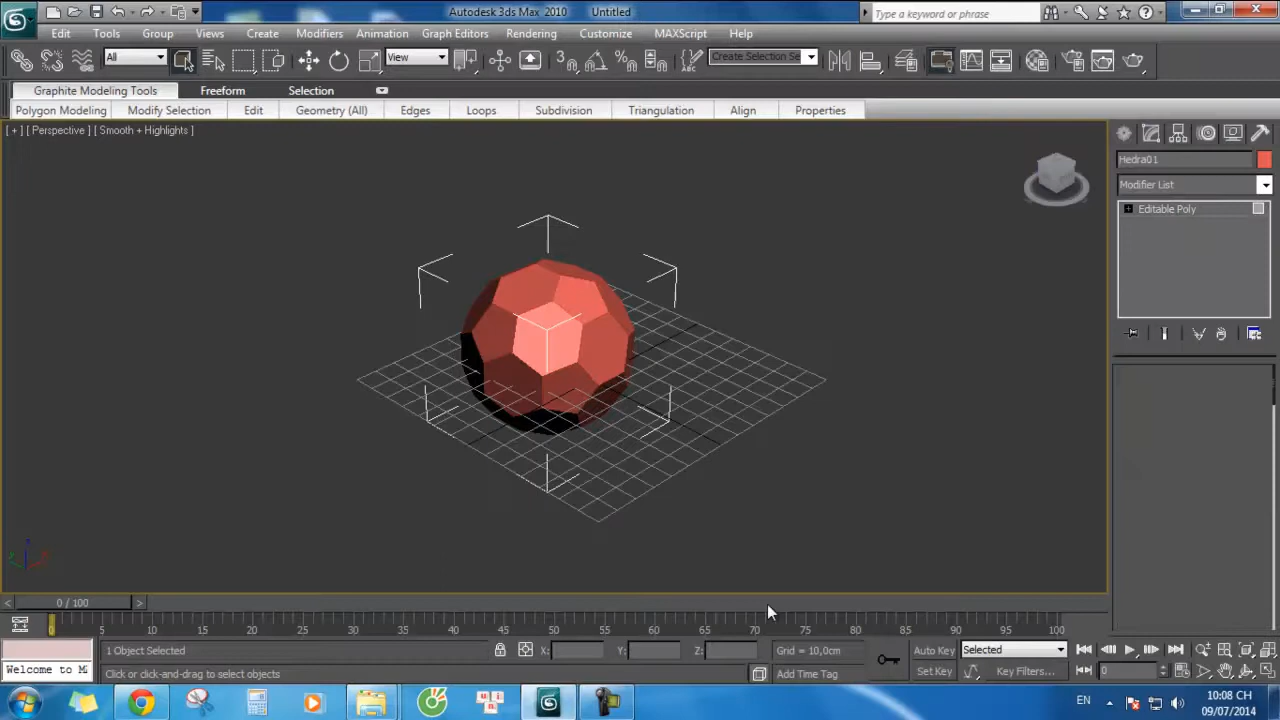 Autodesk 3ds Max 2010 Untitled
Type a keyword or phrase
Edit Tools Group Views Create Modifiers Animation Graph Editors Rendering Customize MAXScript Help
All View Create Selection Se
Graphite Modeling Tools Freeform Selection
Polygon Modeling Modify Selection Edit Geometry (All) Edges Loops Subdivision Triangulation Align Properties
[ + ] [ Perspective ] [ Smooth + Highlights ]
Hedra01
Modifier List
Editable Poly
0 / 100
0 5 10 15 20 25 30 35 40 45 50 55 60 65 70 75 80 85 90 95 100
1 Object Selected X: Y: Z: Grid = 10,0cm Auto Key Selected
Welcome to M Click or click-and-drag to select objects Add Time Tag Set Key Key Filters... 0
EN 10:08 CH
09/07/2014